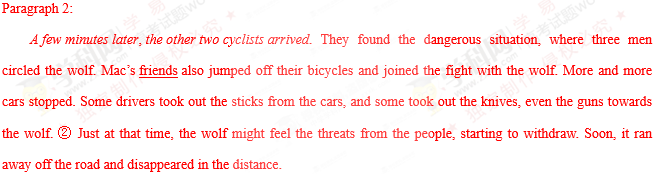 Paragraph 2:
A few minutes later, the other two cyclists arrived. They found the dangerous situation, where three men
circled the wolf. Mac's friends also jumped off their bicycles and joined the fight with the wolf. More and more
cars stopped. Some drivers took out the sticks from the cars, and some took out the knives, even the guns towards
the wolf. ② Just at that time, the wolf might feel the threats from the people, starting to withdraw. Soon, it ran
away off the road and disappeared in the distance.